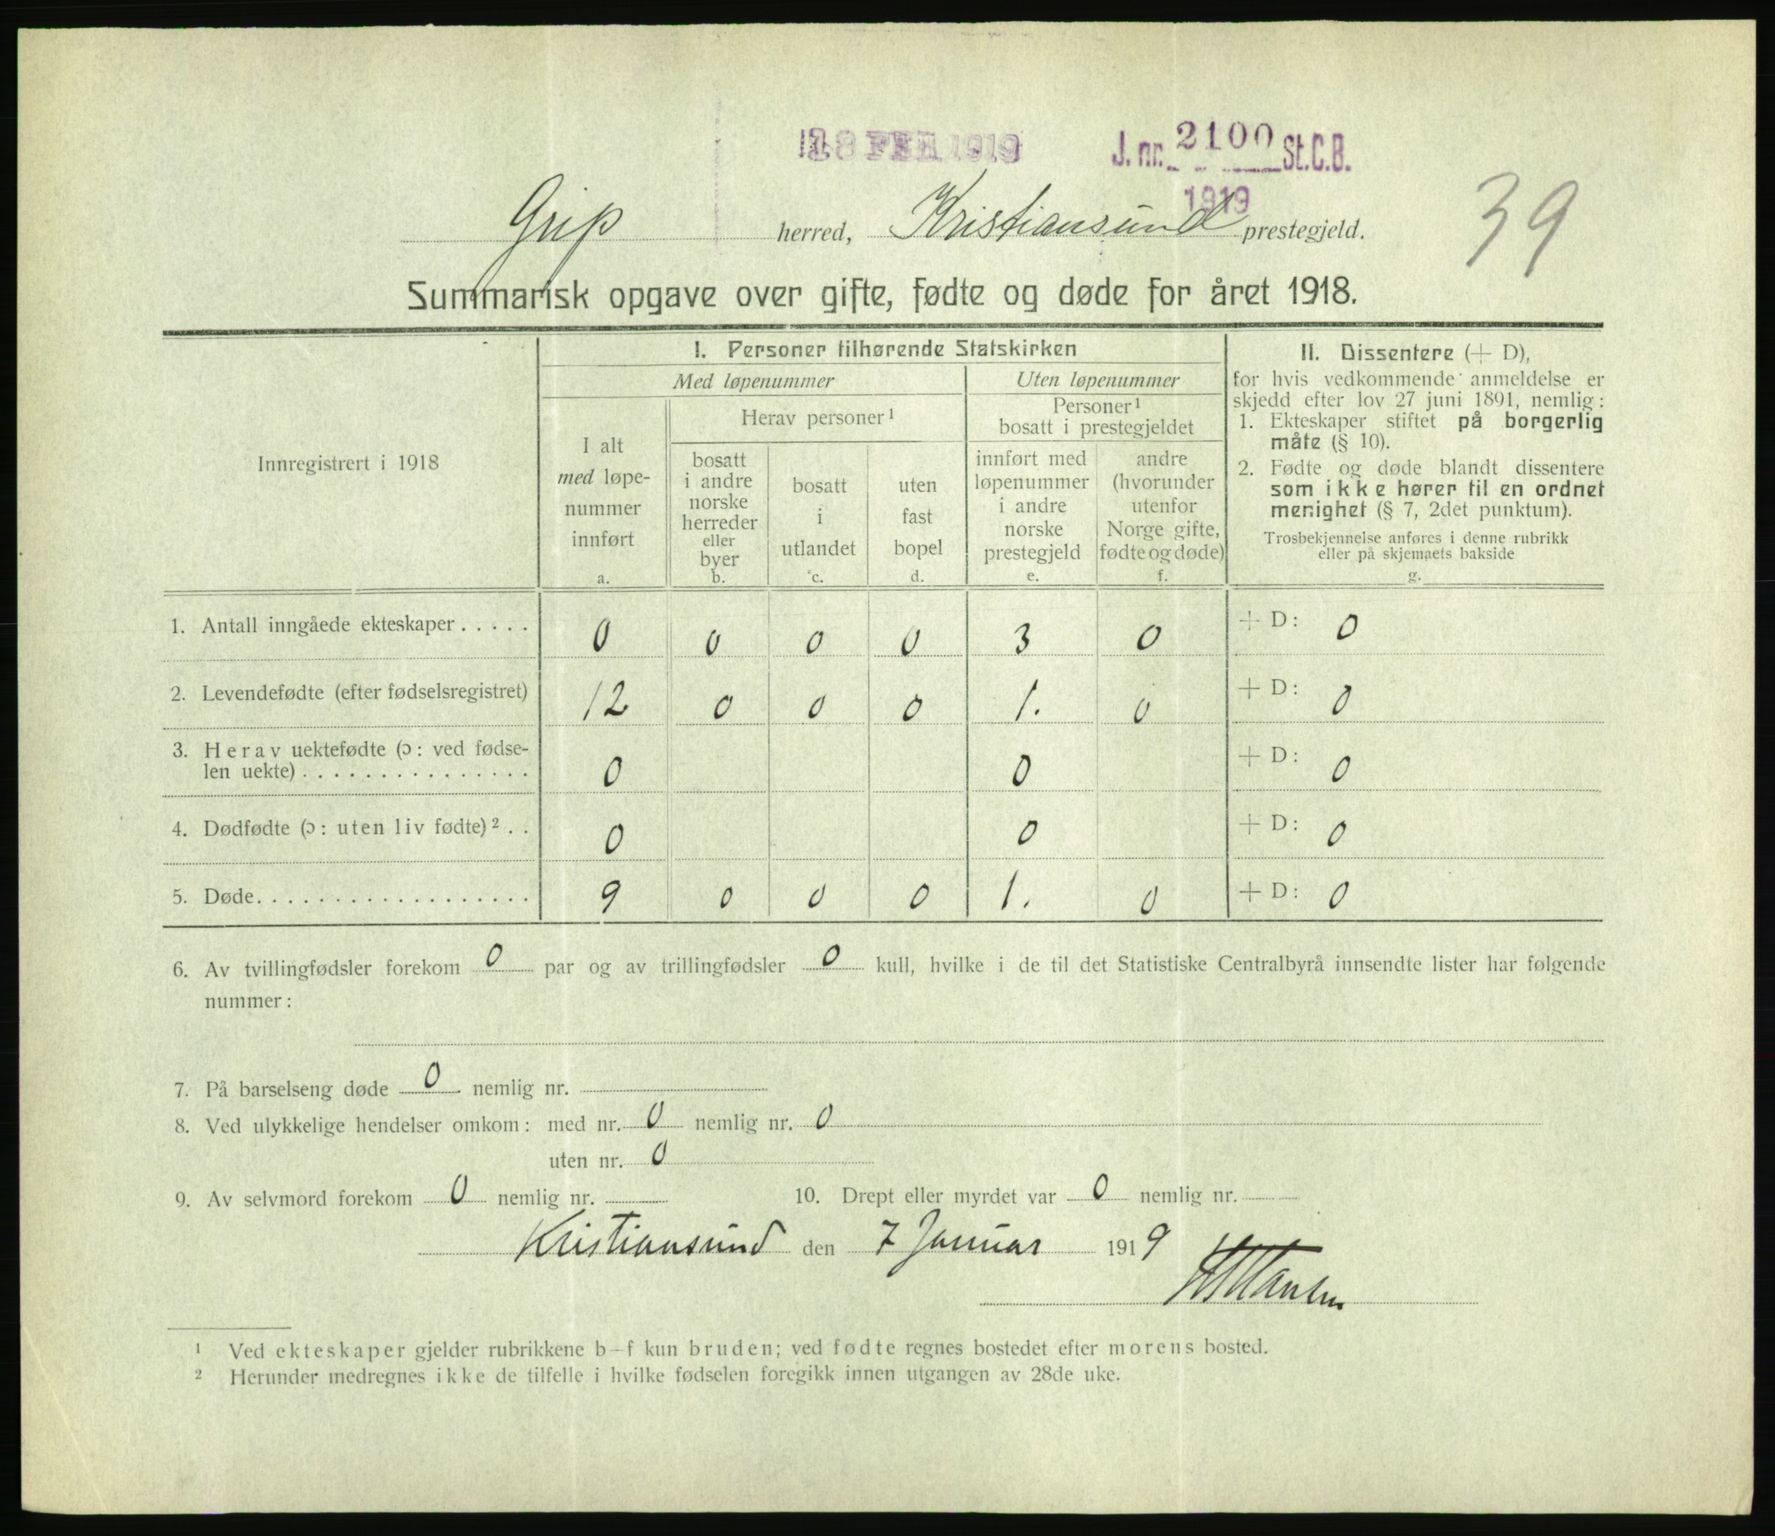 18 FEB 1919
J. nr. 2100 St.C.B.
1919
39
Grip herred, Kristiansund prestegjeld.
Summarisk opgave over gifte, fødte og døde for året 1918.
Innregistrert i 1918
I. Personer tilhørende Statskirken
Med løpenummer
Uten løpenummer
I alt
med løpe-
nummer
innført
a.
Herav personer¹
bosatt
i andre
norske
herreder
eller
byer
b.
bosatt
i
utlandet
c.
uten
fast
bopel
d.
Personer¹
bosatt i prestegjeldet
innført med
løpenummer
i andre
norske
prestegjeld
e.
andre
(hvorunder
utenfor
Norge gifte,
fødte og døde)
f.
II. Dissentere (+ D),
for hvis vedkommende anmeldelse er
skjedd efter lov 27 juni 1891, nemlig:
1. Ekteskaper stiftet på borgerlig
måte (§ 10).
2. Fødte og døde blandt dissentere
som ikke hører til en ordnet
menighet (§ 7, 2det punktum).
Trosbekjennelse anføres i denne rubrikk
eller på skjemaets bakside
g.
1. Antall inngåede ekteskaper..... 0 0 0 0 3 0 + D: 0
2. Levendefødte (efter fødselsregistret) 12 0 0 0 1. 0 + D: 0
3. Herav uektefødte (ɔ: ved fødse-
len uekte)............... 0 0 + D: 0
4. Dødfødte (ɔ: uten liv fødte)².. 0 0 + D: 0
5. Døde.................. 9 0 0 0 1. 0 + D: 0
6. Av tvillingfødsler forekom 0 par og av trillingfødsler 0 kull, hvilke i de til det Statistiske Centralbyrå innsendte lister har følgende
nummer:
7. På barselseng døde 0 nemlig nr.
8. Ved ulykkelige hendelser omkom: med nr. 0 nemlig nr. 0
uten nr. 0
9. Av selvmord forekom 0 nemlig nr. 10. Drept eller myrdet var 0 nemlig nr.
Kristiansund den 7 Januar 1919
¹ Ved ekteskaper gjelder rubrikkene b–f kun bruden; ved fødte regnes bostedet efter morens bosted.
² Herunder medregnes ikke de tilfelle i hvilke fødselen foregikk innen utgangen av 28de uke.